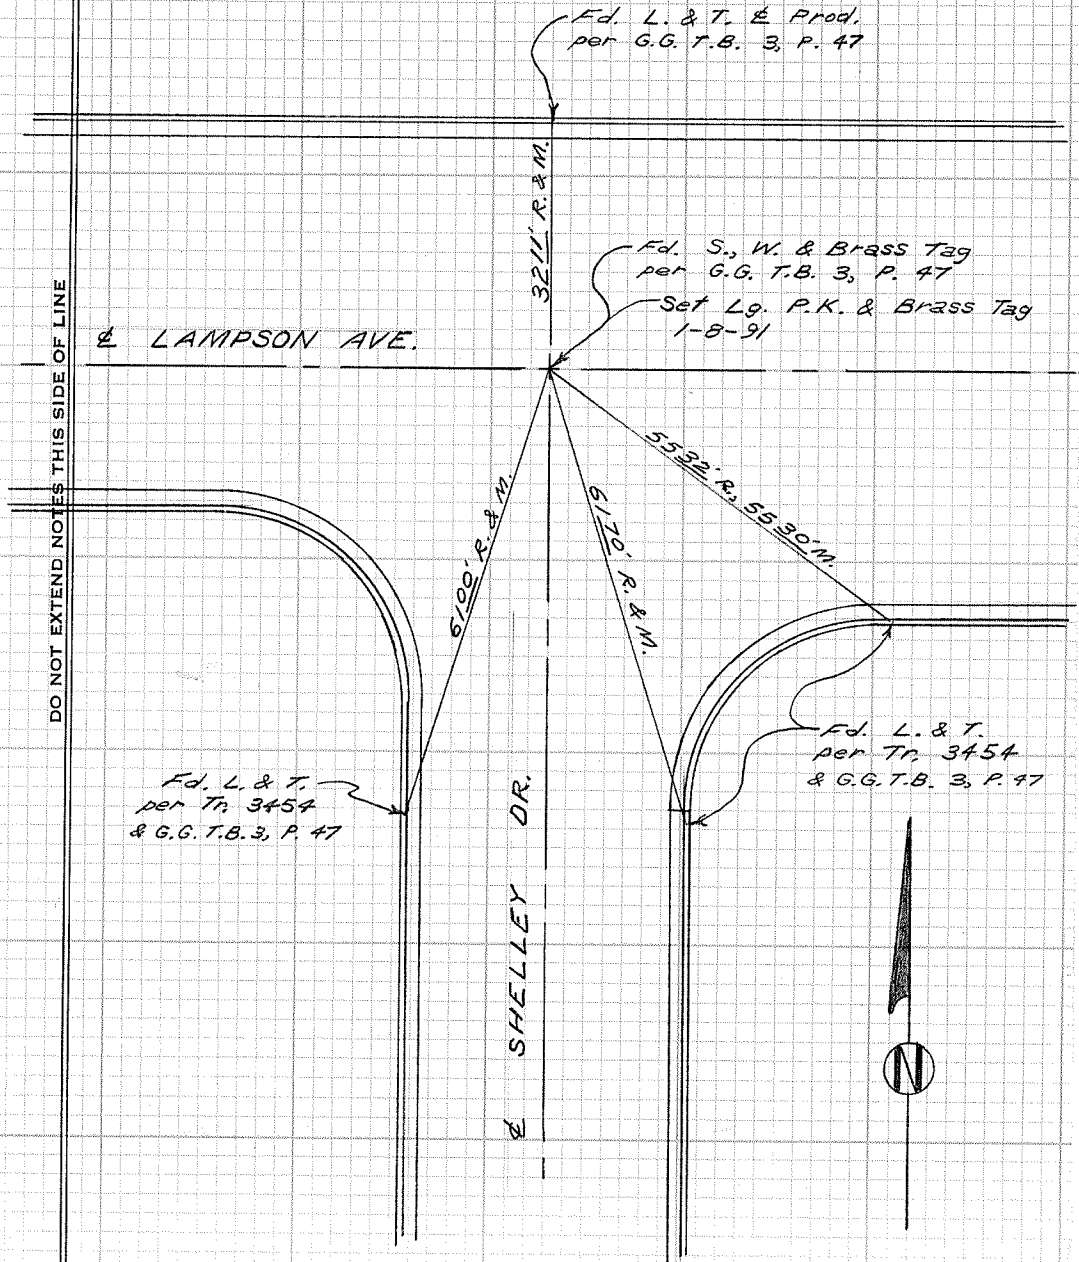 Fd. L. & T. ℄ Prod.
per G.G. T.B. 3, P. 47
32 11' R. & M.
Fd. S., W. & Brass Tag
per G.G. T.B. 3, P. 47
Set Lg. P.K. & Brass Tag
1-8-91
℄ LAMPSON AVE.
DO NOT EXTEND NOTES THIS SIDE OF LINE
55 32' R., 55 30' M.
61 00' R. & M.
61 70' R. & M.
Fd. L. & T.
per Tr. 3454
& G.G. T.B. 3, P. 47
Fd. L. & T.
per Tr. 3454
& G.G. T.B. 3, P. 47
℄ SHELLEY DR.
N